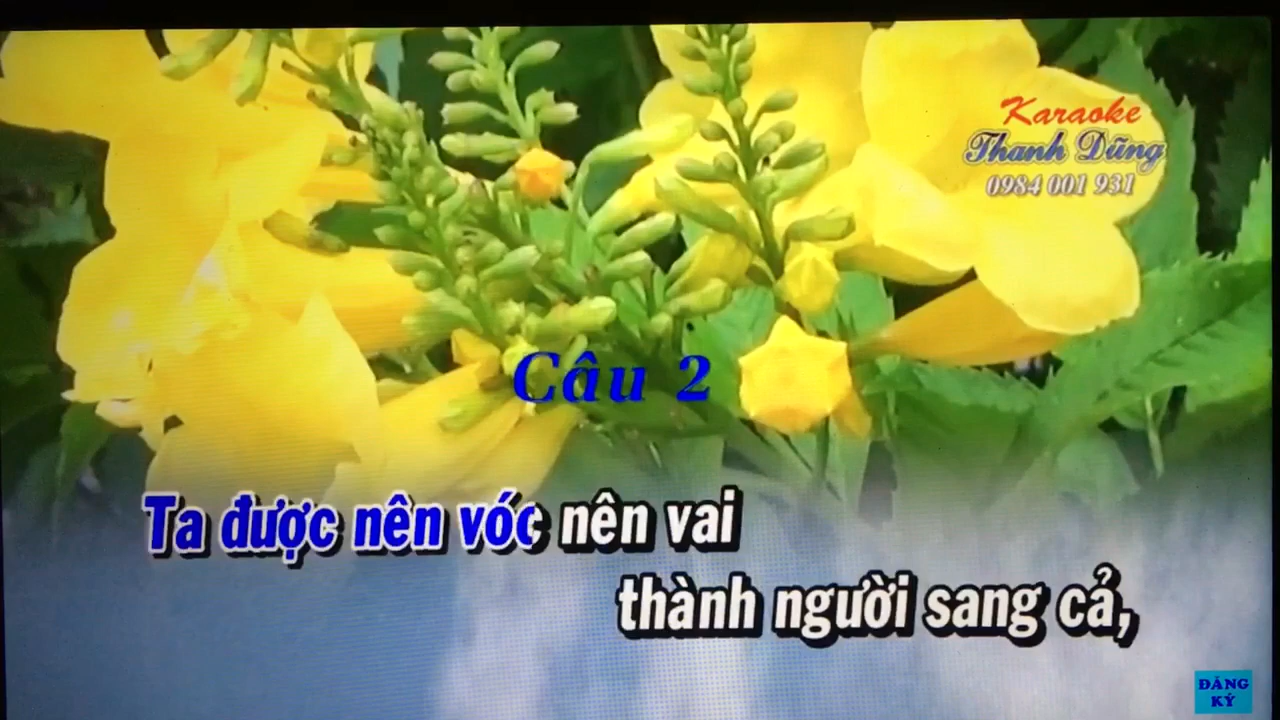 Karaoke
Thanh Dũng
0984 001 931
Câu 2
Ta được nên vóc nên vai
thành người sang cả,
ĐĂNG
KÝ